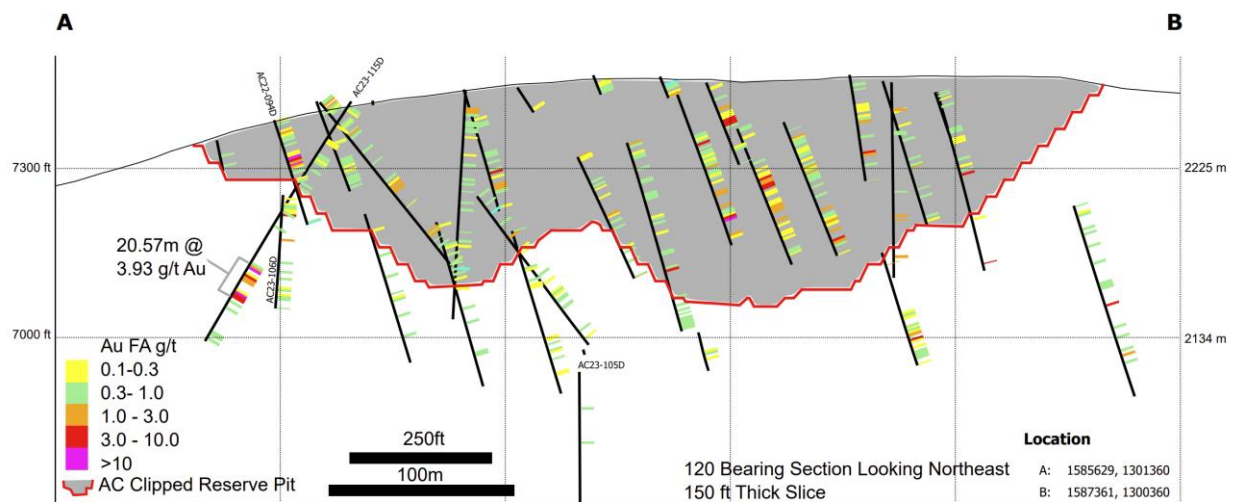 A
B
AC22-094D
AC23-115D
7300 ft
2225 m
20.57m @
3.93 g/t Au
AC23-106D
7000 ft
2134 m
Au FA g/t
0.1-0.3
0.3- 1.0
1.0 - 3.0
3.0 - 10.0
>10
AC Clipped Reserve Pit
AC23-105D
250ft
100m
120 Bearing Section Looking Northeast
150 ft Thick Slice
Location
A: 1585629, 1301360
B: 1587361, 1300360